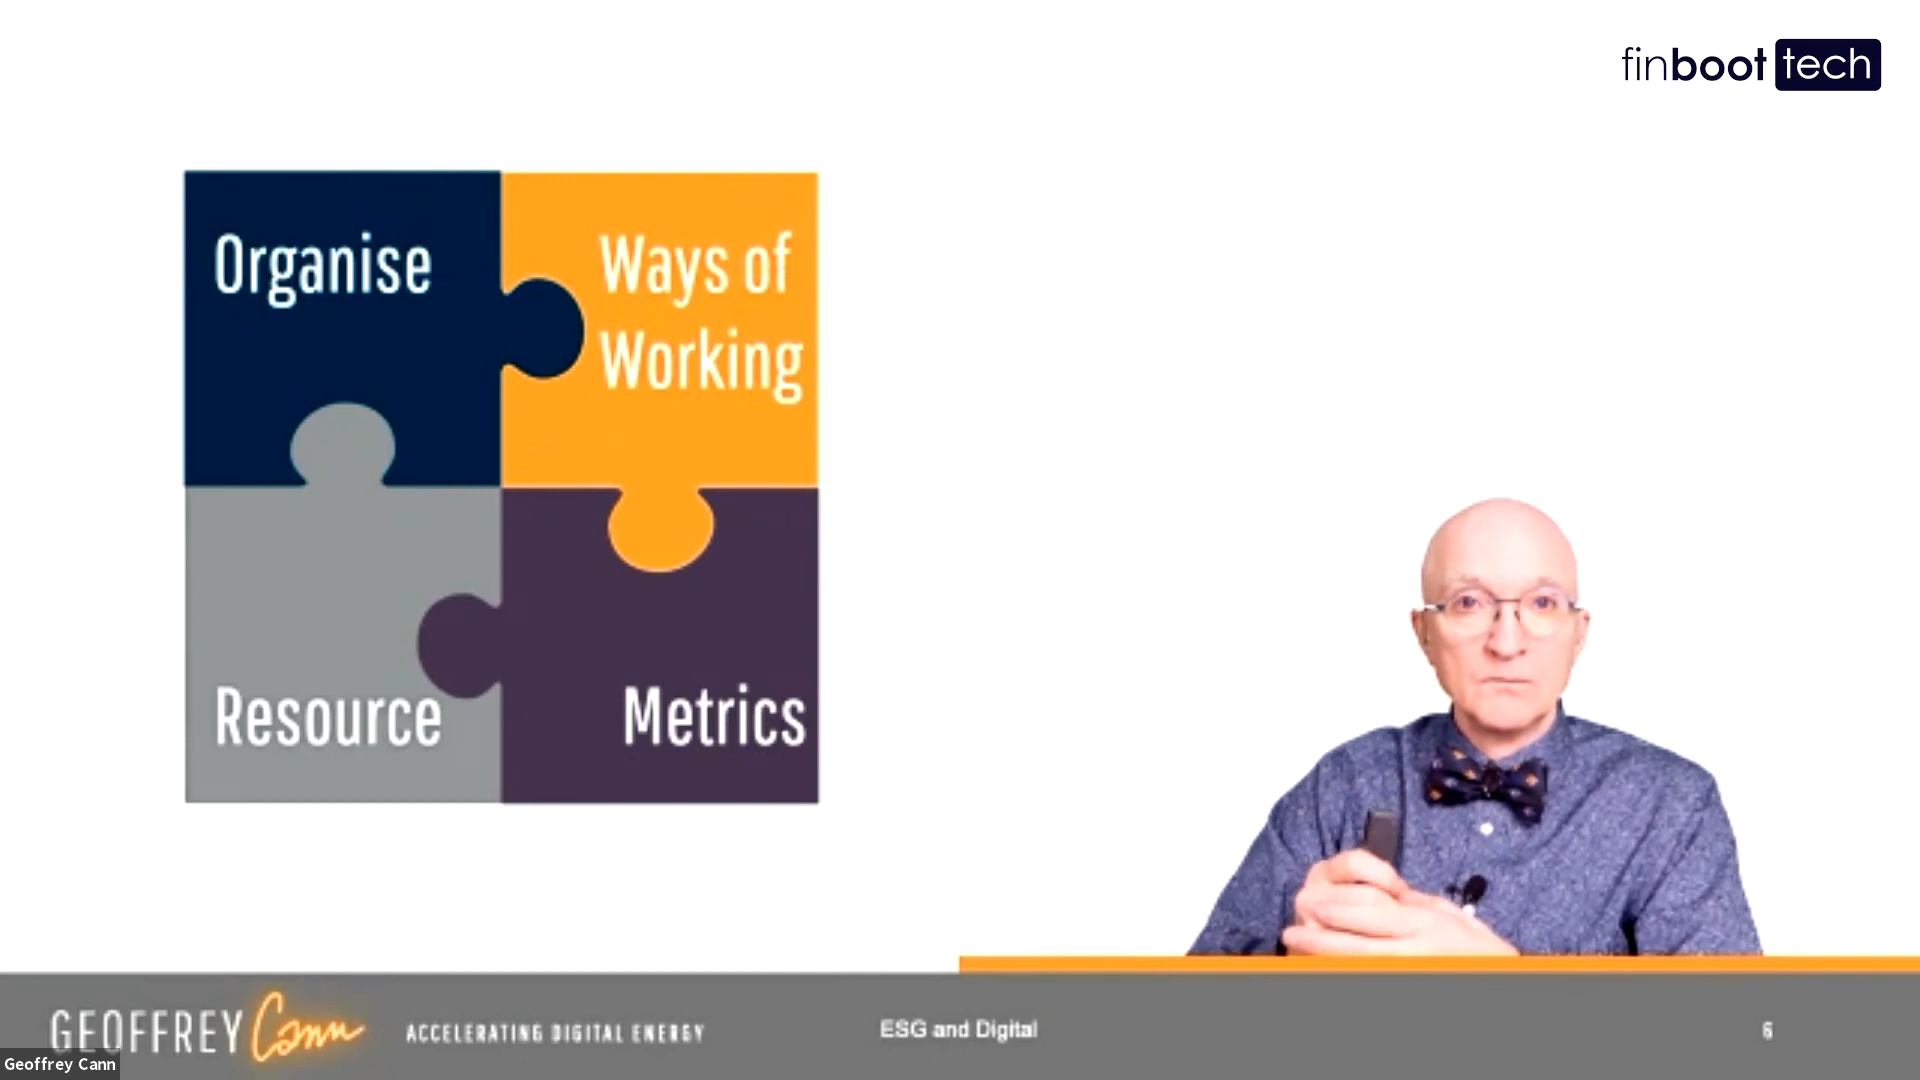 finboot tech
Organise
Ways of
Working
Resource
Metrics
GEOFFREY Cann
ACCELERATING DIGITAL ENERGY
ESG and Digital
6
Geoffrey Cann